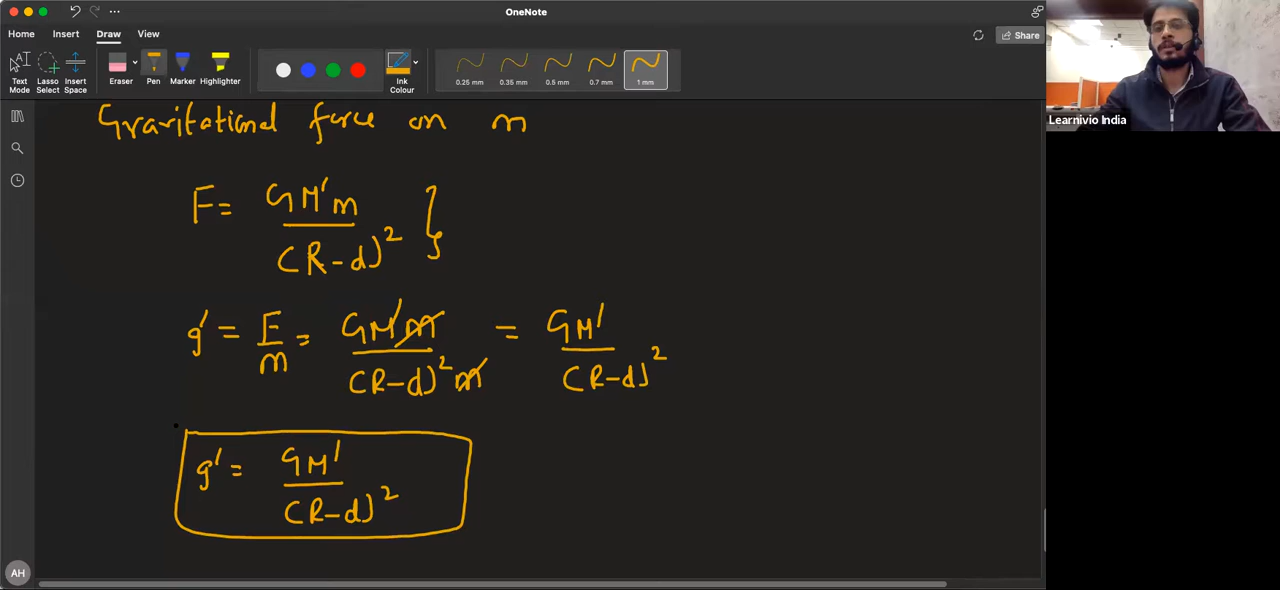 OneNote
Home Insert Draw View
Share
Text Mode
Lasso Select
Insert Space
Eraser
Pen
Marker
Highlighter
Ink Colour
0.25 mm
0.35 mm
0.5 mm
0.7 mm
1 mm
Learnivio India
Gravitational force on m
F = GM'm / (R-d)²
g' = F/m = GM'm / (R-d)² m = GM' / (R-d)²
g' = GM' / (R-d)²
AH